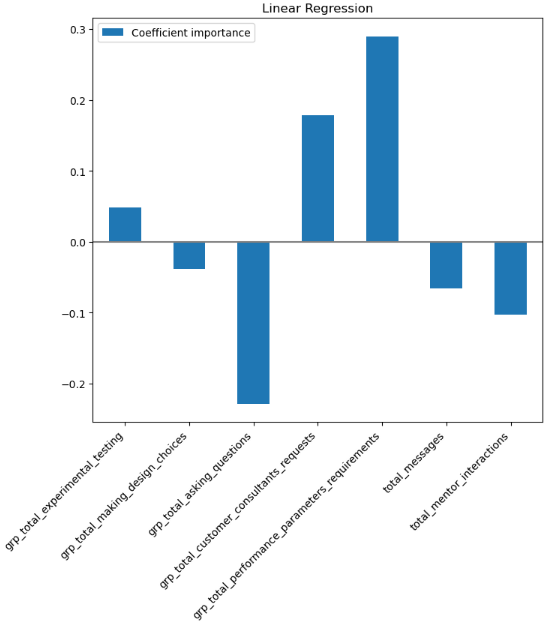 Linear Regression
Coefficient importance
0.3
0.2
0.1
0.0
−0.1
−0.2
grp_total_experimental_testing
grp_total_making_design_choices
grp_total_asking_questions
grp_total_customer_consultants_requests
grp_total_performance_parameters_requirements
total_messages
total_mentor_interactions